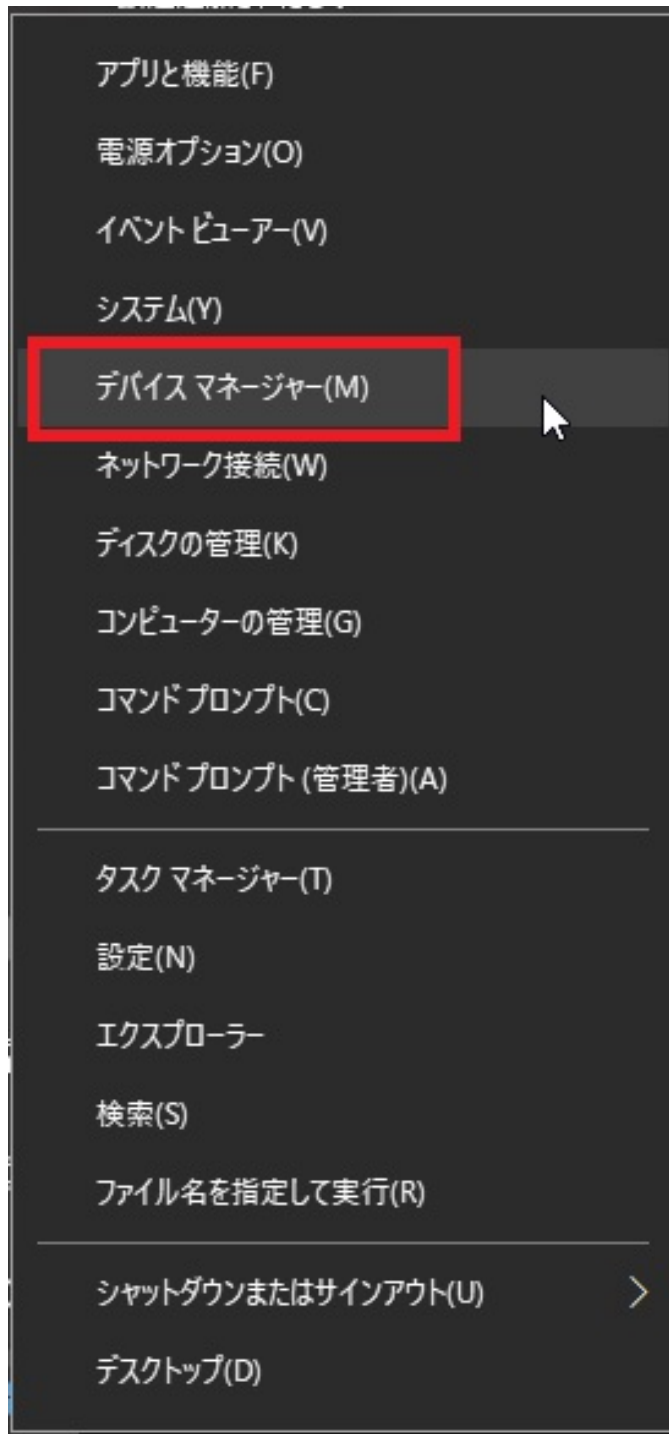 アプリと機能(F)
電源オプション(O)
イベント ビューアー(V)
システム(Y)
デバイス マネージャー(M)
ネットワーク接続(W)
ディスクの管理(K)
コンピューターの管理(G)
コマンド プロンプト(C)
コマンド プロンプト (管理者)(A)
タスク マネージャー(T)
設定(N)
エクスプローラー
検索(S)
ファイル名を指定して実行(R)
シャットダウンまたはサインアウト(U)
デスクトップ(D)